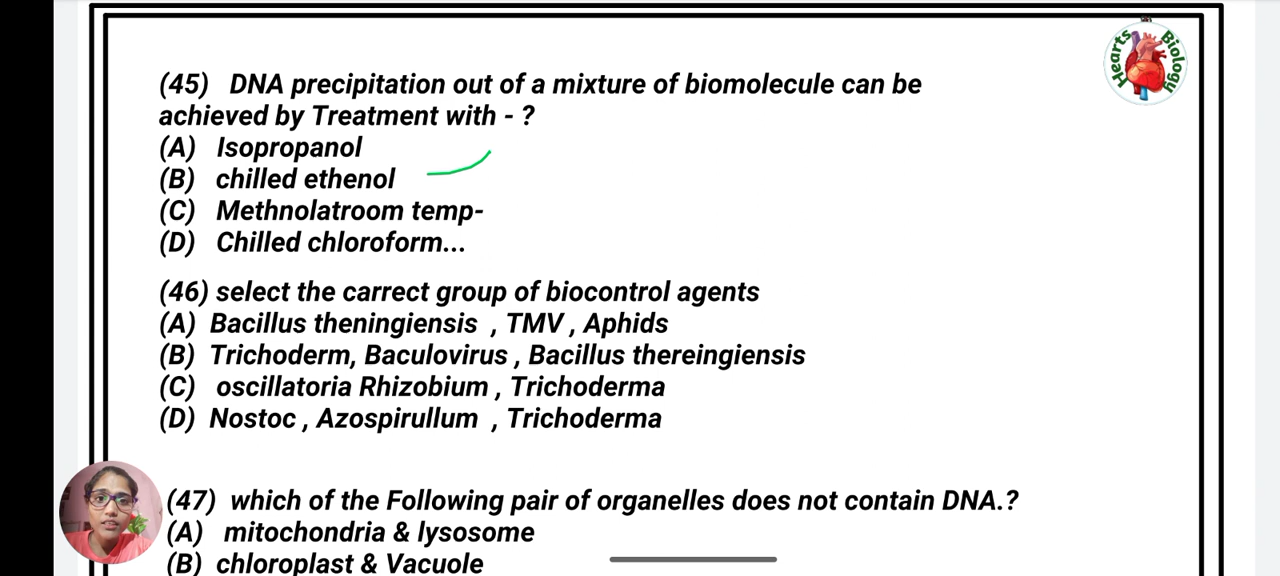 Hearts Biology
(45) DNA precipitation out of a mixture of biomolecule can be
achieved by Treatment with - ?
(A) Isopropanol
(B) chilled ethenol
(C) Methnolatroom temp-
(D) Chilled chloroform...
(46) select the carrect group of biocontrol agents
(A) Bacillus theningiensis , TMV , Aphids
(B) Trichoderm, Baculovirus , Bacillus thereingiensis
(C) oscillatoria Rhizobium , Trichoderma
(D) Nostoc , Azospirullum , Trichoderma
(47) which of the Following pair of organelles does not contain DNA.?
(A) mitochondria & lysosome
(B) chloroplast & Vacuole